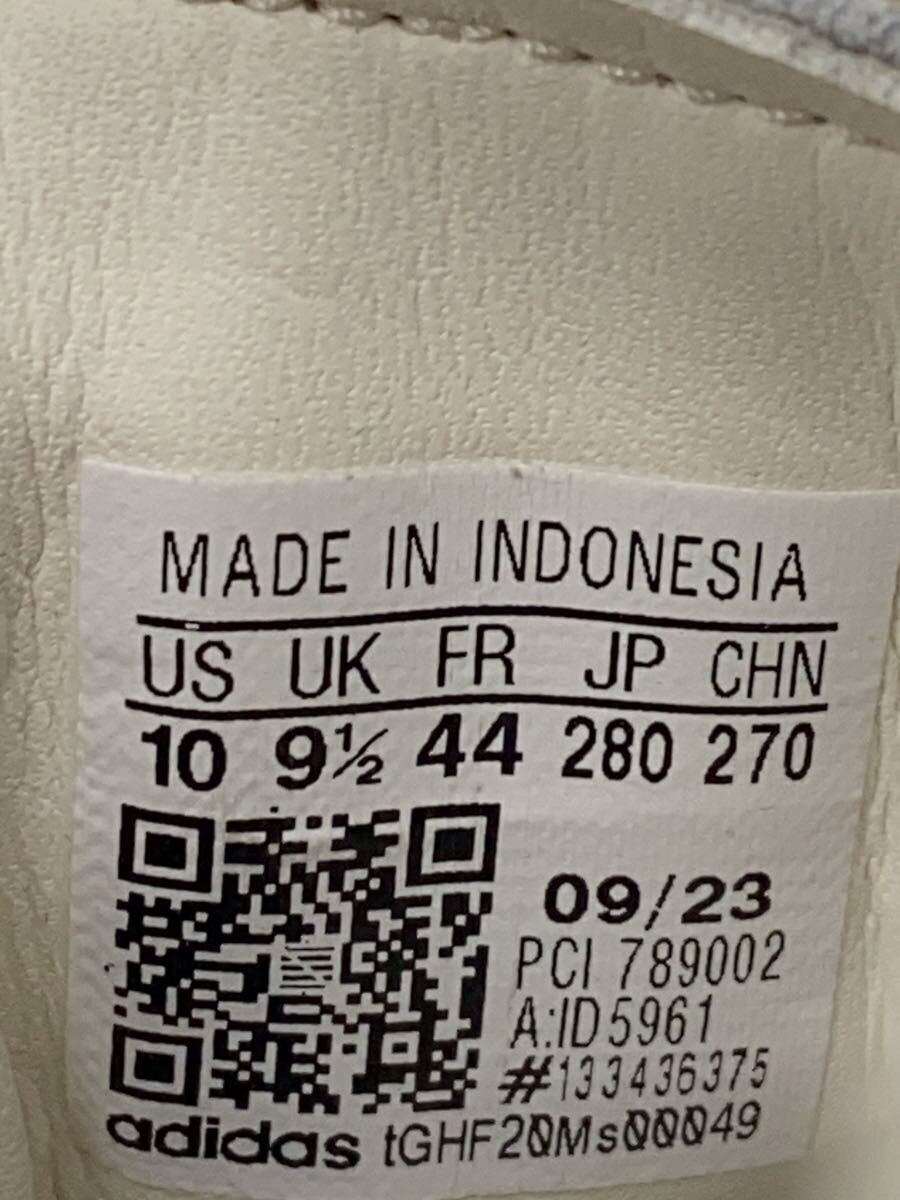 MADE IN INDONESIA
US UK FR JP CHN
10 9½ 44 280 270
09/23
PCI 789002
A:ID5961
#133436375
adidas tGHF20Ms00049